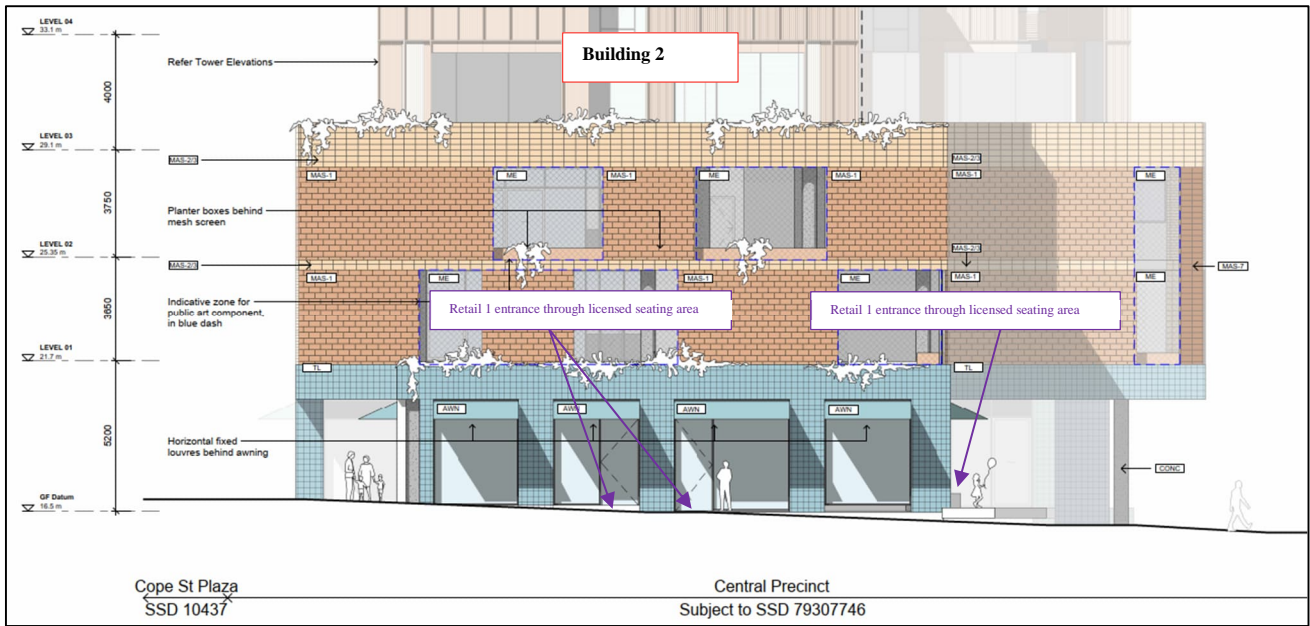 LEVEL 04
33.1 m
Building 2
Refer Tower Elevations
4000
LEVEL 03
29.1 m
MAS-2/3
MAS-2/3
MAS-1
ME
MAS-1
ME
MAS-1
MAS-1
ME
3750
Planter boxes behind
mesh screen
LEVEL 02
25.35 m
MAS-2/3
MAS-2/3
MAS-7
MAS-1
ME
MAS-1
ME
MAS-1
ME
3650
Indicative zone for
public art component,
in blue dash
Retail 1 entrance through licensed seating area
Retail 1 entrance through licensed seating area
LEVEL 01
21.7 m
TL
AWN
AWN
AWN
AWN
5200
Horizontal fixed
louvres behind awning
CONC
GF Datum
16.5 m
Cope St Plaza
SSD 10437
Central Precinct
Subject to SSD 79307746